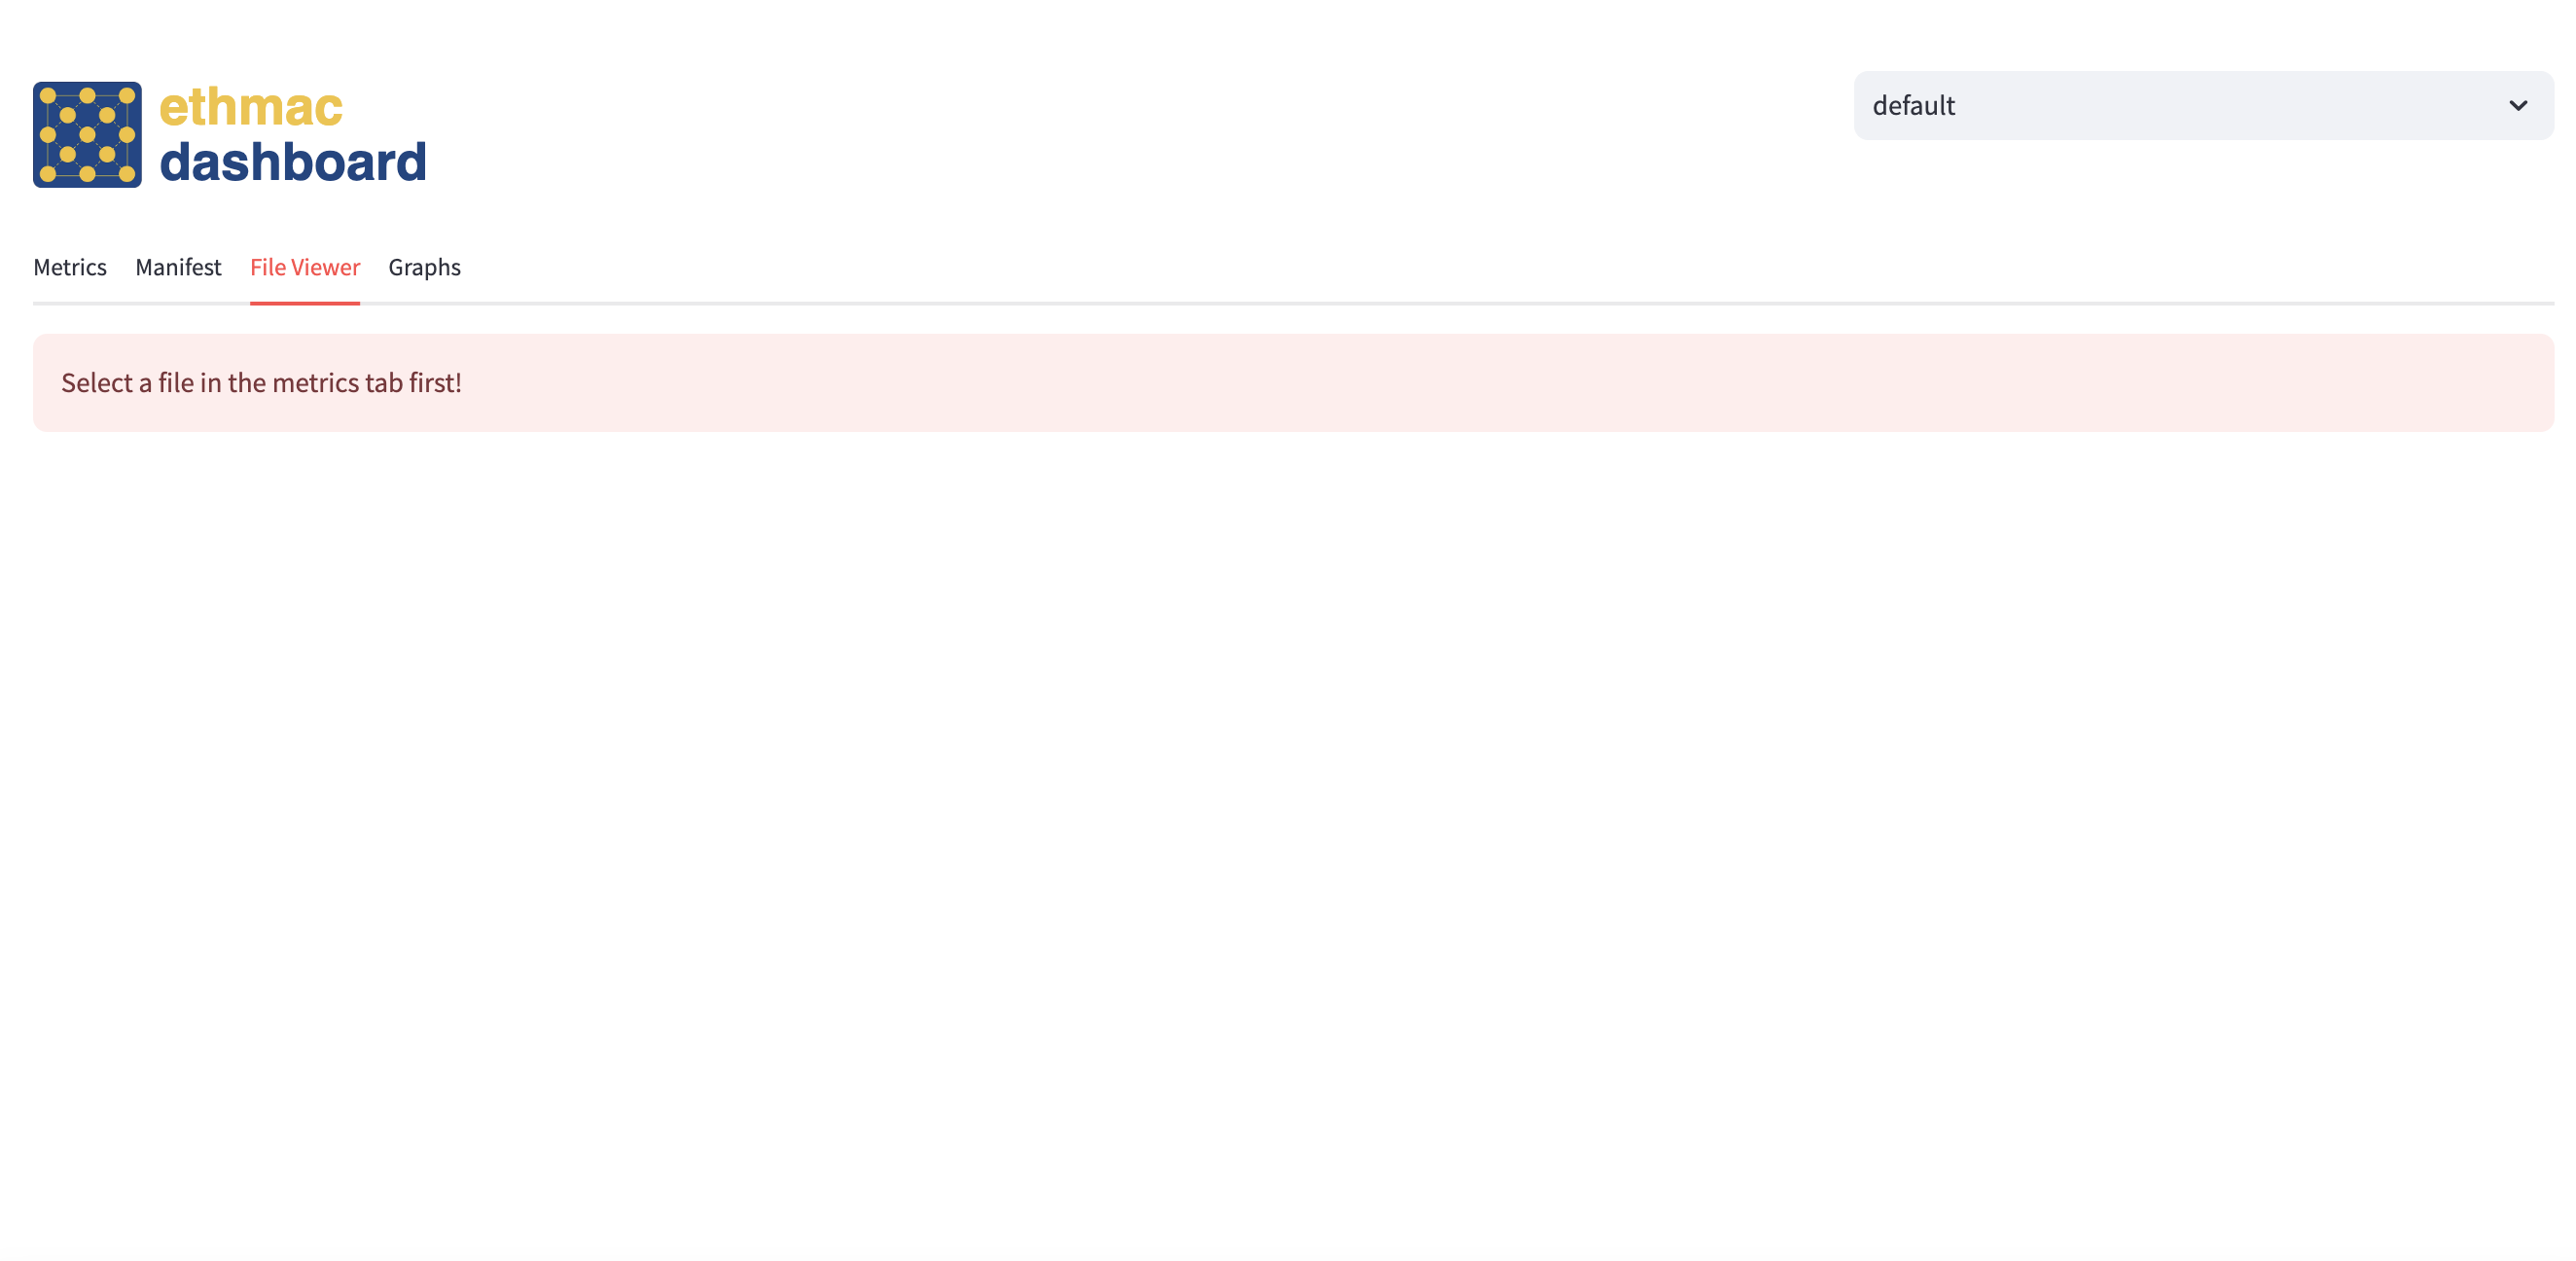 ethmac
dashboard
default
Metrics Manifest File Viewer Graphs
Select a file in the metrics tab first!